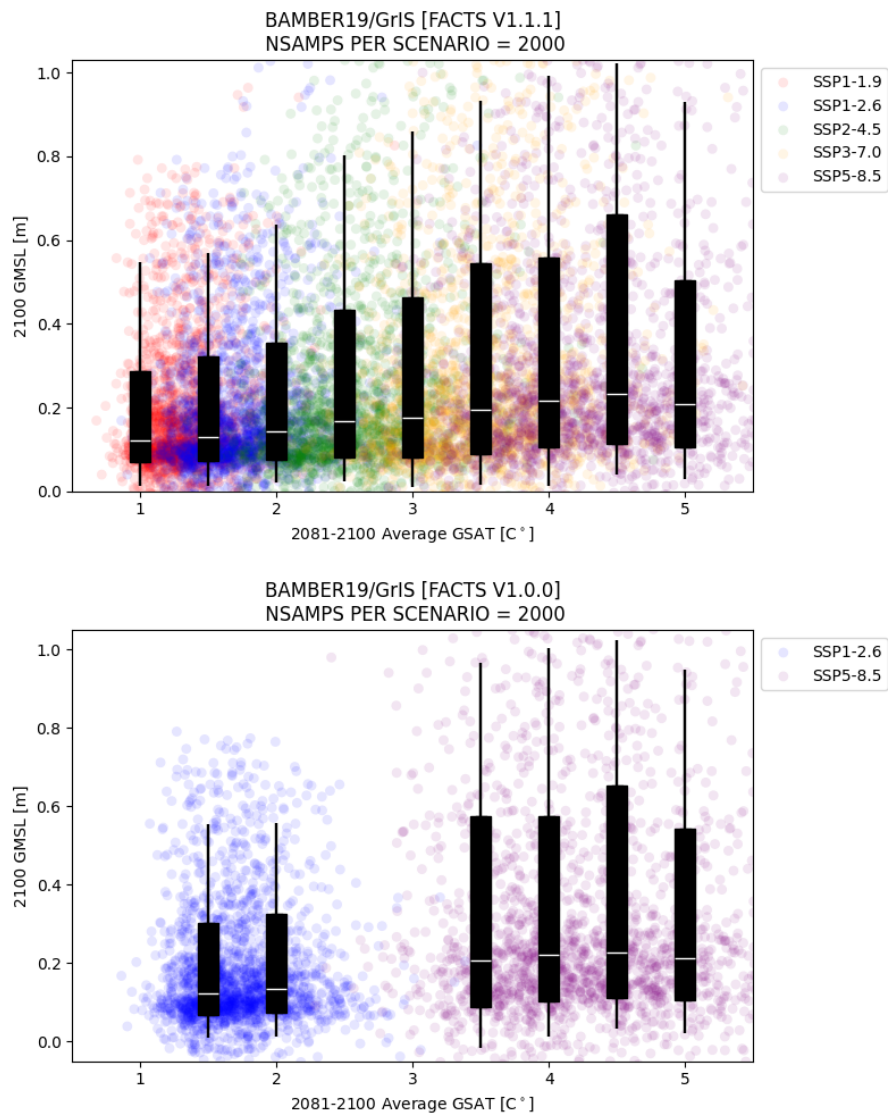 BAMBER19/GrIS [FACTS V1.1.1]
NSAMPS PER SCENARIO = 2000
1.0
0.8
0.6
0.4
0.2
0.0
2100 GMSL [m]
1 2 3 4 5
2081-2100 Average GSAT [C°]
SSP1-1.9
SSP1-2.6
SSP2-4.5
SSP3-7.0
SSP5-8.5
BAMBER19/GrIS [FACTS V1.0.0]
NSAMPS PER SCENARIO = 2000
1.0
0.8
0.6
0.4
0.2
0.0
2100 GMSL [m]
1 2 3 4 5
2081-2100 Average GSAT [C°]
SSP1-2.6
SSP5-8.5